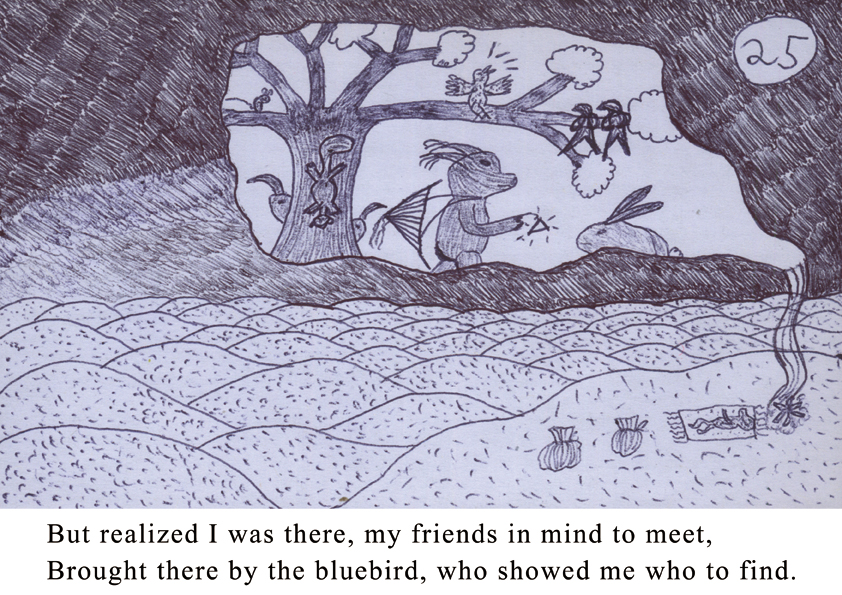 25
But realized I was there, my friends in mind to meet,
Brought there by the bluebird, who showed me who to find.